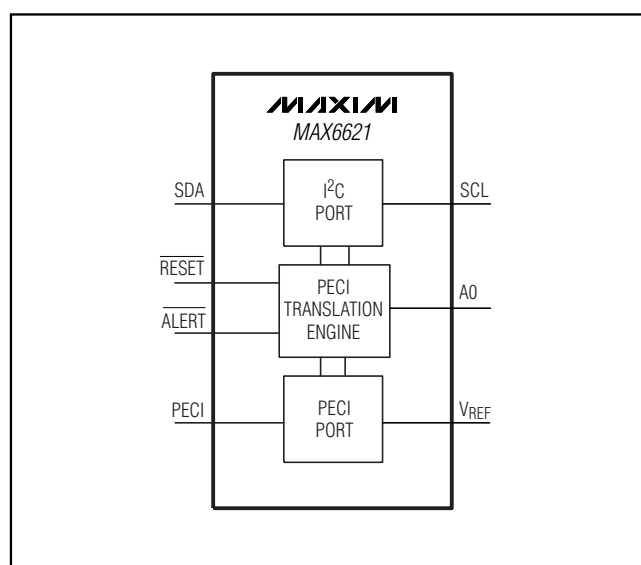 MAXIM
MAX6621
SDA
I²C
PORT
SCL
RESET
PECI
TRANSLATION
ENGINE
A0
ALERT
PECI
PECI
PORT
VREF